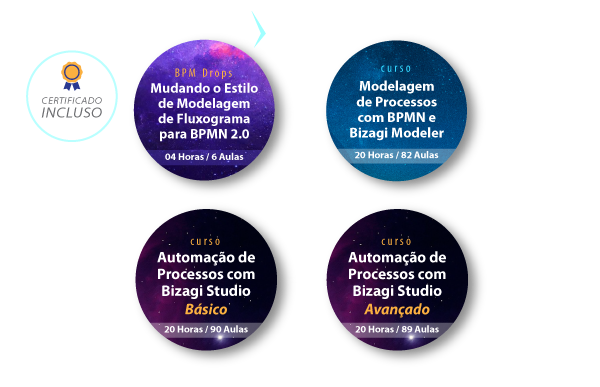 CERTIFICADO
INCLUSO
BPM Drops
Mudando o Estilo
de Modelagem
de Fluxograma
para BPMN 2.0
04 Horas / 6 Aulas
curso
Modelagem
de Processos
com BPMN e
Bizagi Modeler
20 Horas / 82 Aulas
curso
Automação de
Processos com
Bizagi Studio
Básico
20 Horas / 90 Aulas
curso
Automação de
Processos com
Bizagi Studio
Avançado
20 Horas / 89 Aulas